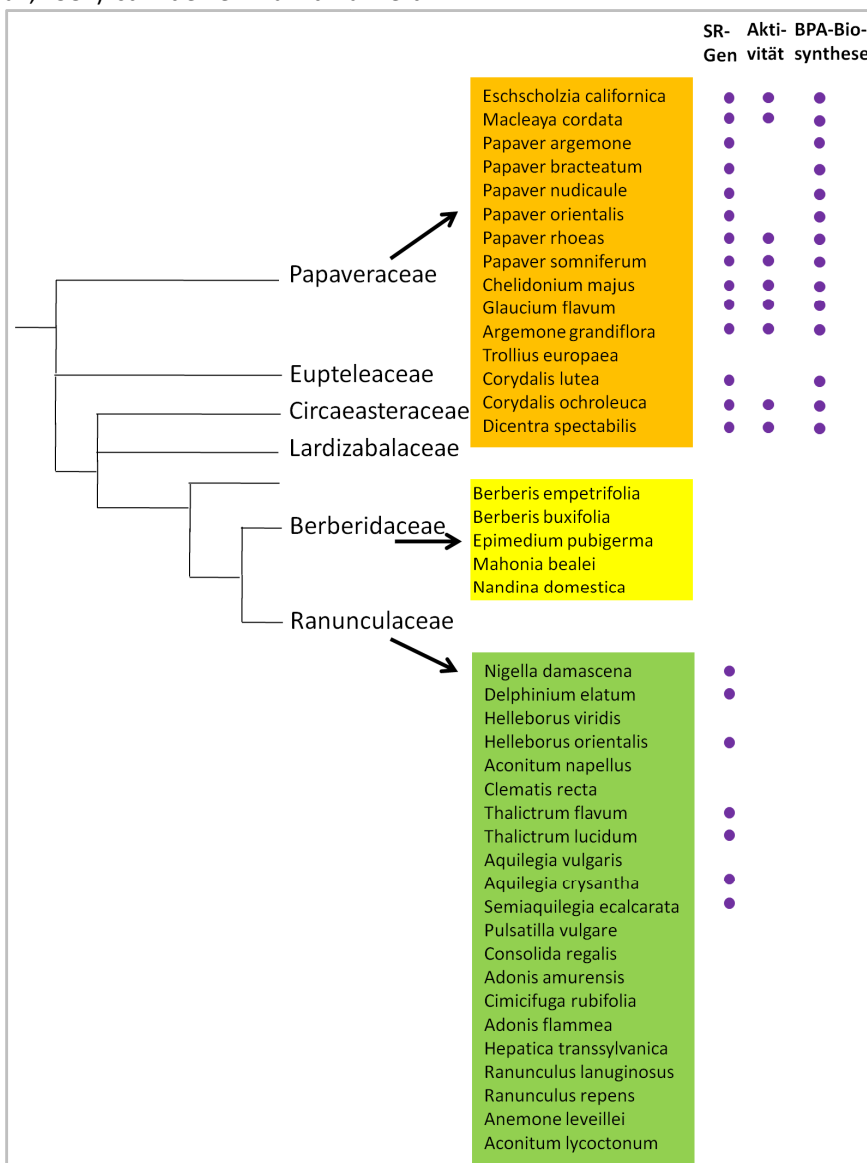 SR- Akti- BPA-Bio-
Gen vität synthese
Eschscholzia californica
Macleaya cordata
Papaver argemone
Papaver bracteatum
Papaver nudicaule
Papaver orientalis
Papaver rhoeas
Papaver somniferum
Papaveraceae
Chelidonium majus
Glaucium flavum
Argemone grandiflora
Trollius europaea
Eupteleaceae
Corydalis lutea
Circaeasteraceae
Corydalis ochroleuca
Dicentra spectabilis
Lardizabalaceae
Berberis empetrifolia
Berberis buxifolia
Berberidaceae
Epimedium pubigerma
Mahonia bealei
Nandina domestica
Ranunculaceae
Nigella damascena
Delphinium elatum
Helleborus viridis
Helleborus orientalis
Aconitum napellus
Clematis recta
Thalictrum flavum
Thalictrum lucidum
Aquilegia vulgaris
Aquilegia crysantha
Semiaquilegia ecalcarata
Pulsatilla vulgare
Consolida regalis
Adonis amurensis
Cimicifuga rubifolia
Adonis flammea
Hepatica transsylvanica
Ranunculus lanuginosus
Ranunculus repens
Anemone leveillei
Aconitum lycoctonum